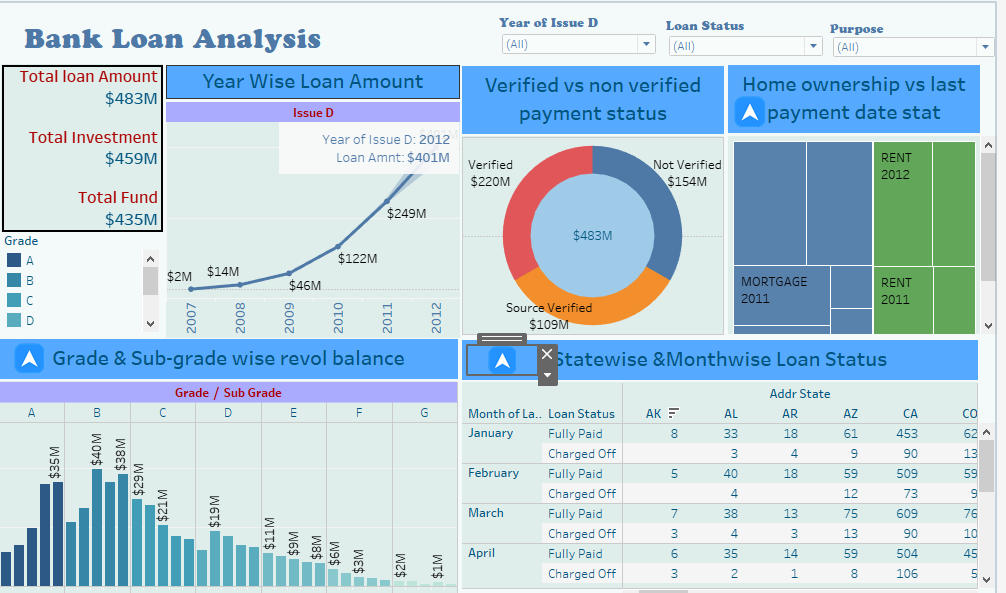 Bank Loan Analysis
Year of Issue D
(All)
Loan Status
(All)
Purpose
(All)
Total loan Amount
$483M
Total Investment
$459M
Total Fund
$435M
Grade
A
B
C
D
Year Wise Loan Amount
Issue D
Year of Issue D: 2012
Loan Amnt: $401M
$2M
$14M
$46M
$122M
$249M
2007
2008
2009
2010
2011
2012
Verified vs non verified
payment status
Verified
$220M
Not Verified
$154M
$483M
Source Verified
$109M
Home ownership vs last
payment date stat
RENT
2012
MORTGAGE
2011
RENT
2011
Grade & Sub-grade wise revol balance
Grade / Sub Grade
A B C D E F G
$35M
$40M
$38M
$29M
$21M
$19M
$11M
$9M
$8M
$6M
$3M
$2M
$1M
Statewise &Monthwise Loan Status
Addr State
Month of La.. Loan Status AK AL AR AZ CA CO
January Fully Paid 8 33 18 61 453 62
Charged Off 3 4 9 90 13
February Fully Paid 5 40 18 59 509 59
Charged Off 4 12 73 9
March Fully Paid 7 38 13 75 609 76
Charged Off 3 4 3 13 90 10
April Fully Paid 6 35 14 59 504 45
Charged Off 3 2 1 8 106 5